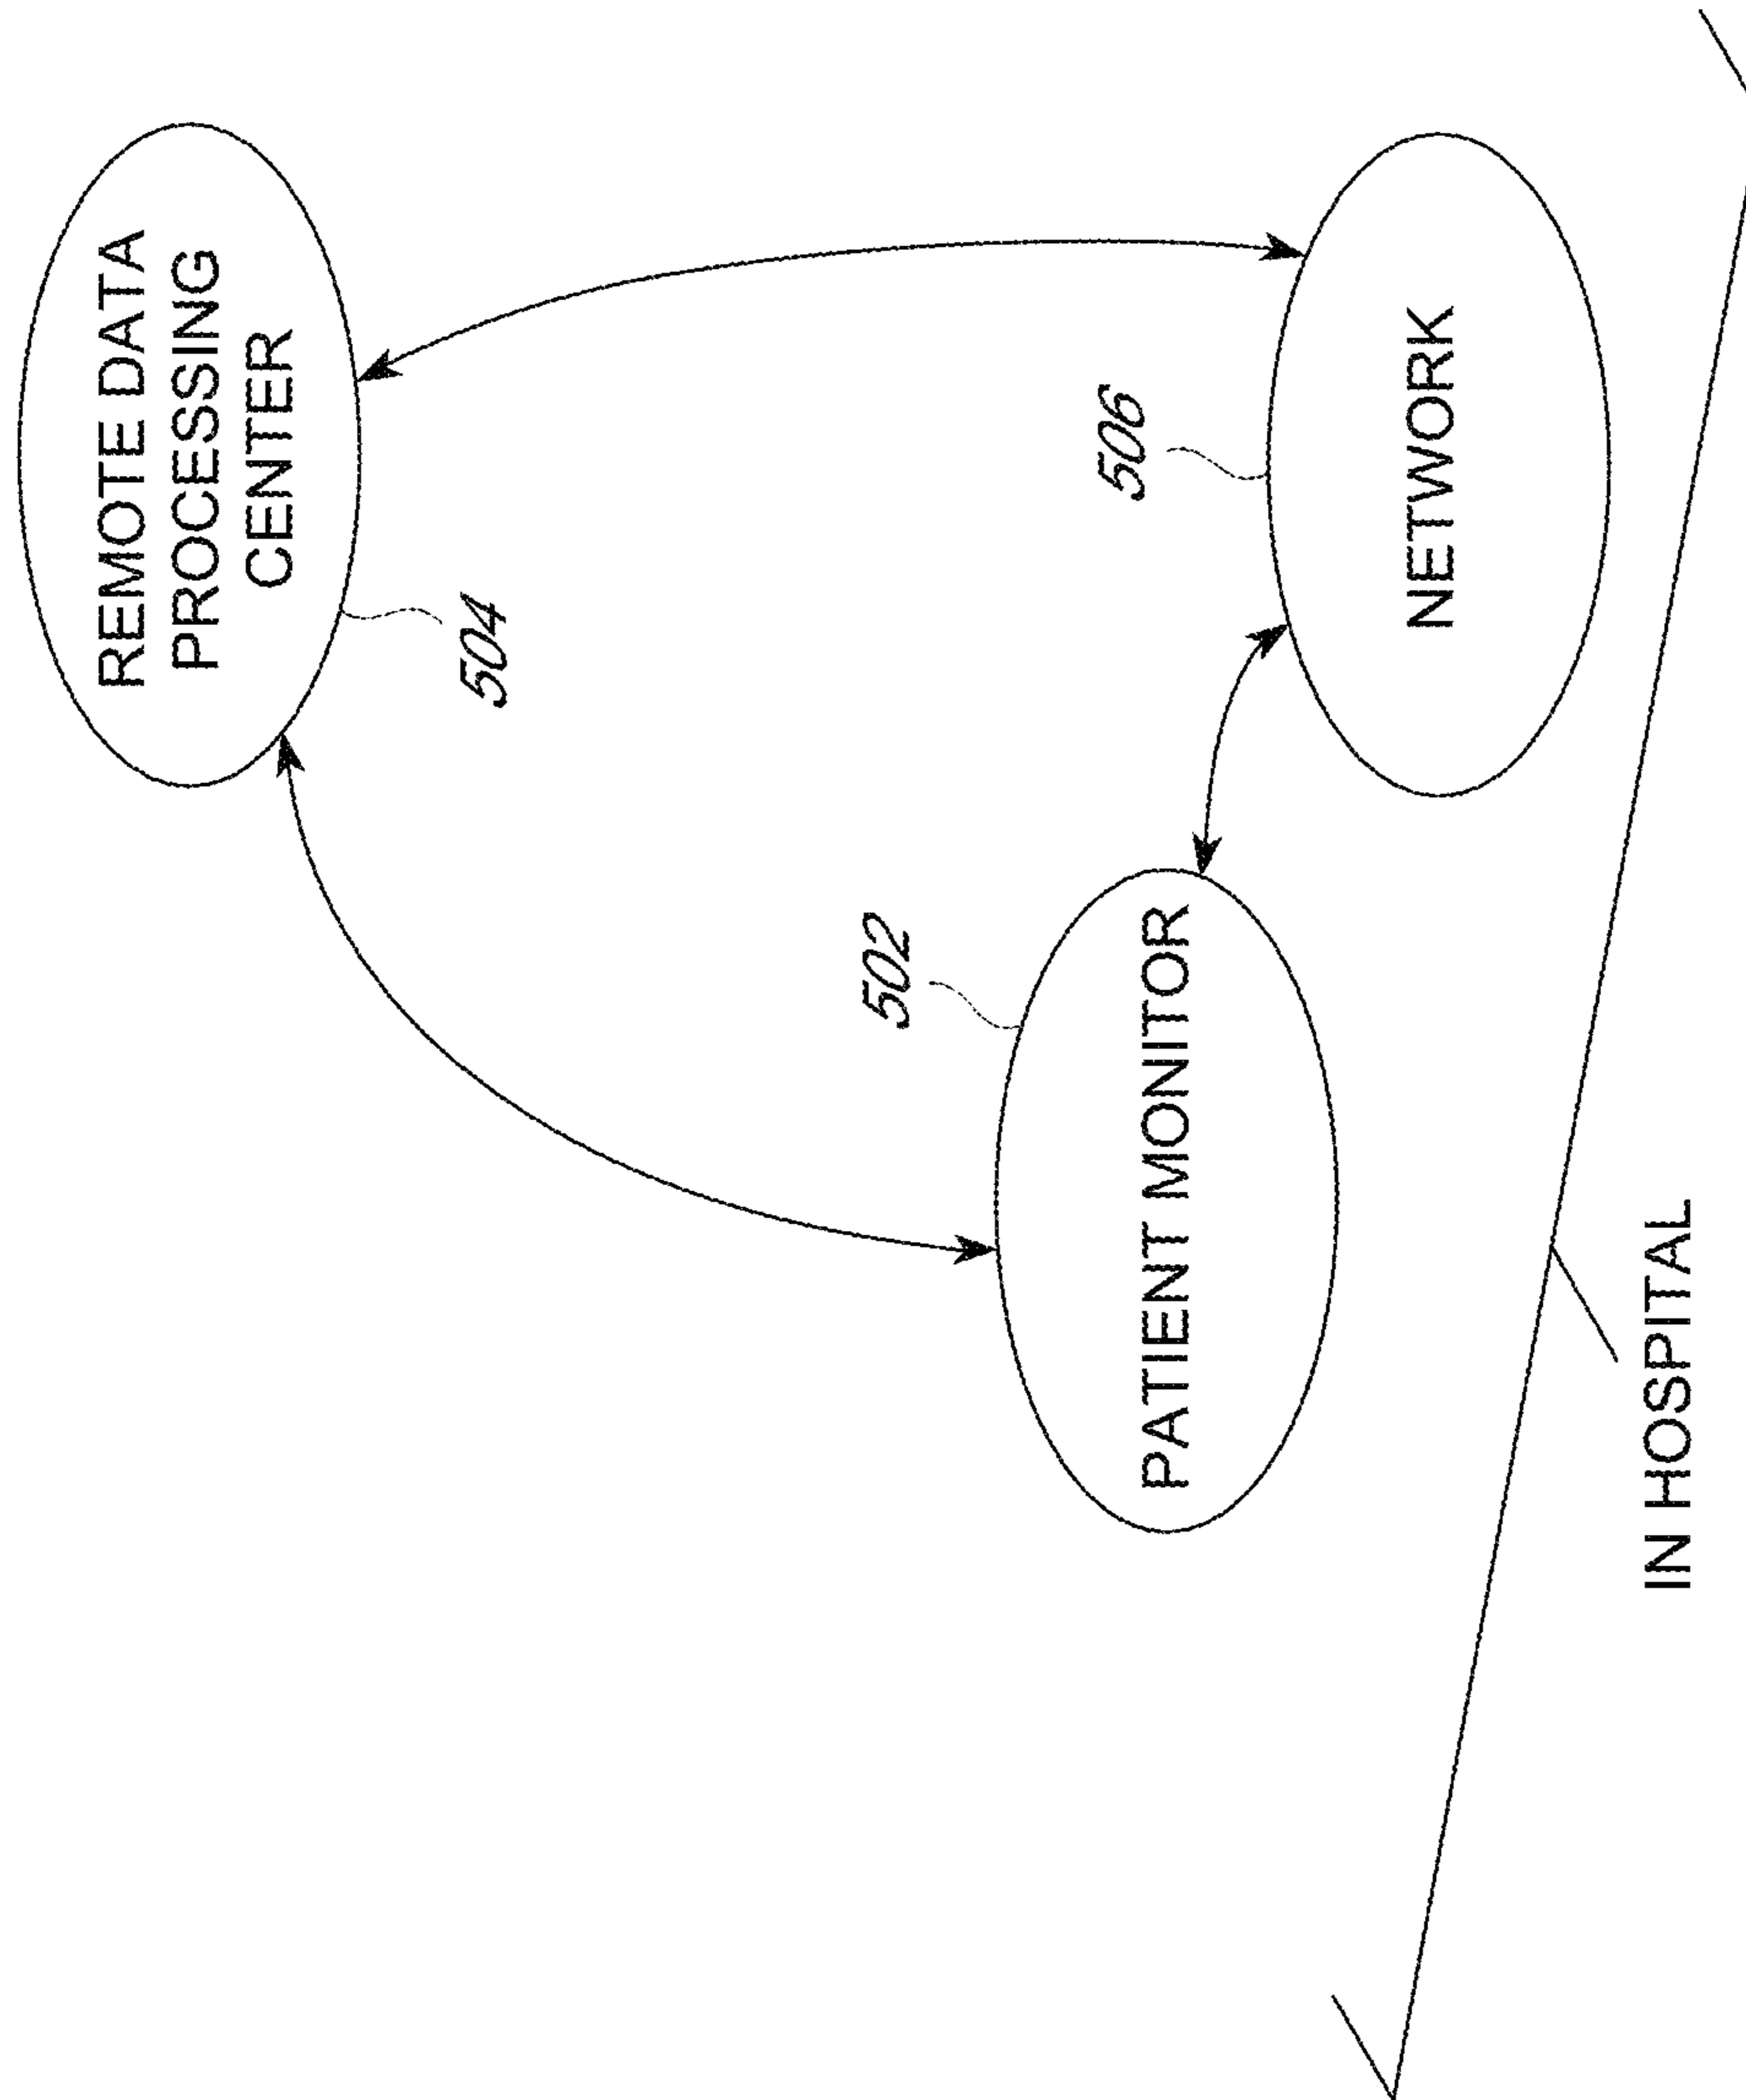 REMOTE DATA
PROCESSING
CENTER
504
506
NETWORK
502
PATIENT MONITOR
IN HOSPITAL